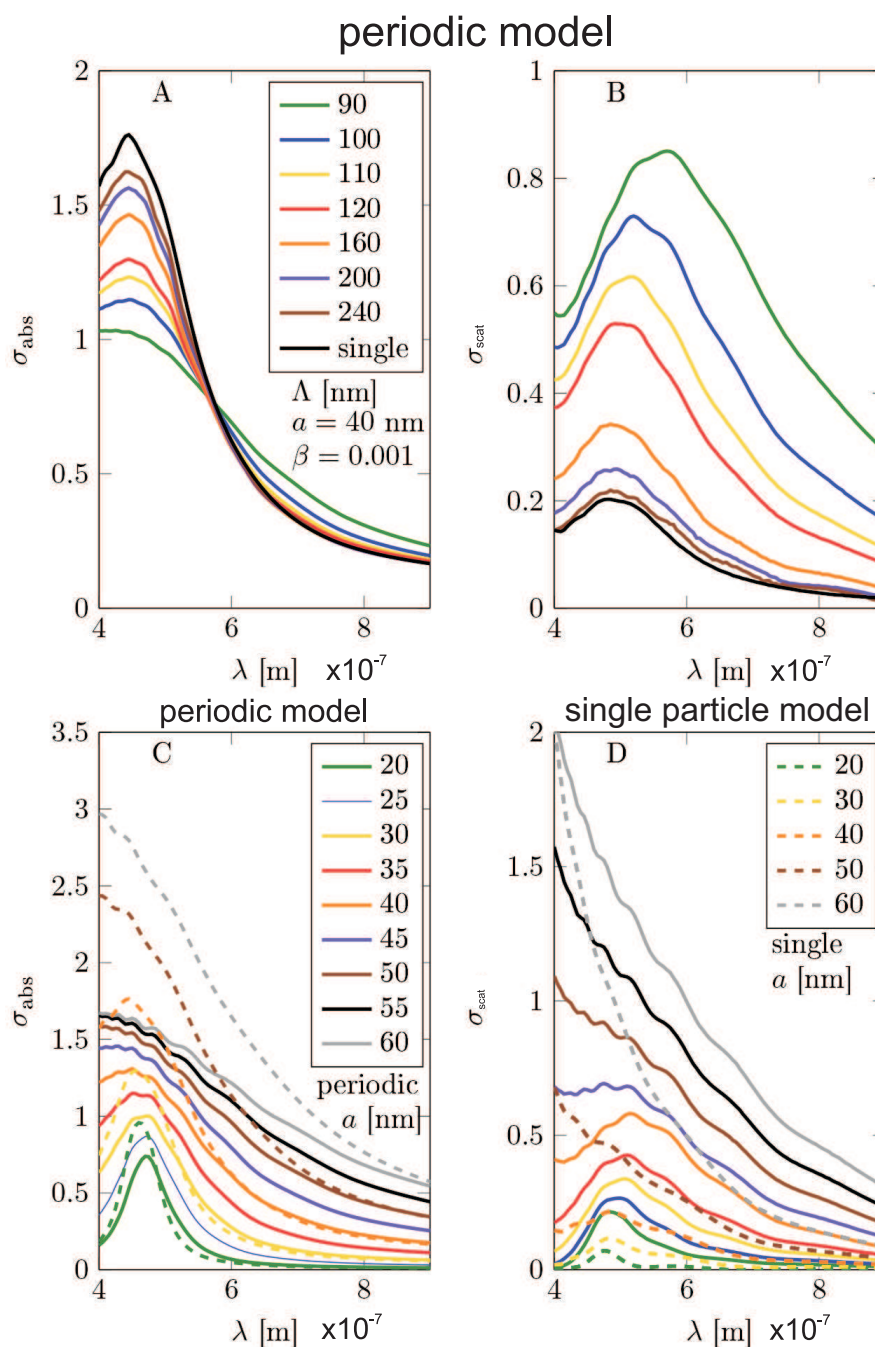 periodic model
A
B
2
1.5
1
0.5
0
σabs
4
6
8
λ [m]
x10-7
90
100
110
120
160
200
240
single
Λ [nm]
a = 40 nm
β = 0.001
1
0.8
0.6
0.4
0.2
0
σscat
4
6
8
λ [m]
x10-7
periodic model
C
3.5
3
2.5
2
1.5
1
0.5
0
σabs
4
6
8
λ [m]
x10-7
20
25
30
35
40
45
50
55
60
periodic
a [nm]
single particle model
D
2
1.5
1
0.5
0
σscat
4
6
8
λ [m]
x10-7
20
30
40
50
60
single
a [nm]